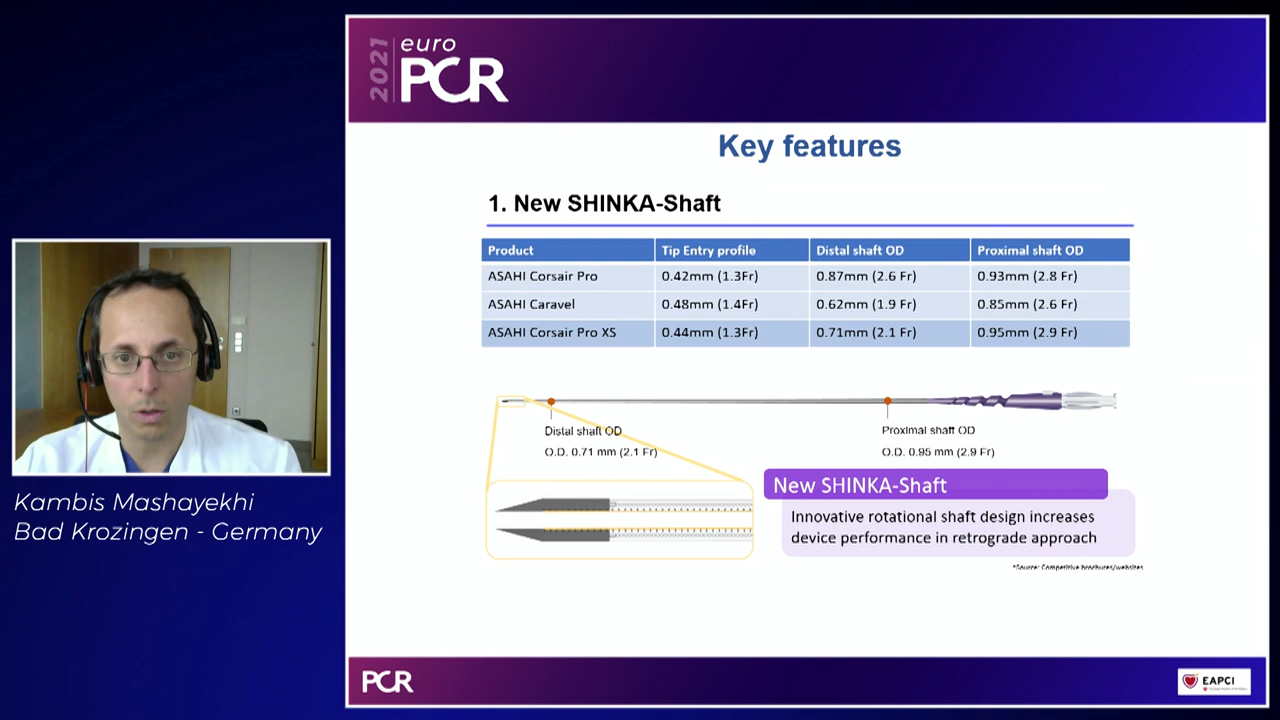 2021
euro
PCR
Key features
1. New SHINKA-Shaft
Product Tip Entry profile Distal shaft OD Proximal shaft OD
ASAHI Corsair Pro 0.42mm (1.3Fr) 0.87mm (2.6 Fr) 0.93mm (2.8 Fr)
ASAHI Caravel 0.48mm (1.4Fr) 0.62mm (1.9 Fr) 0.85mm (2.6 Fr)
ASAHI Corsair Pro XS 0.44mm (1.3Fr) 0.71mm (2.1 Fr) 0.95mm (2.9 Fr)
Distal shaft OD
O.D. 0.71 mm (2.1 Fr)
Proximal shaft OD
O.D. 0.95 mm (2.9 Fr)
New SHINKA-Shaft
Innovative rotational shaft design increases
device performance in retrograde approach
*Source: Competitive brochures/websites
Kambis Mashayekhi
Bad Krozingen - Germany
PCR
EAPCI